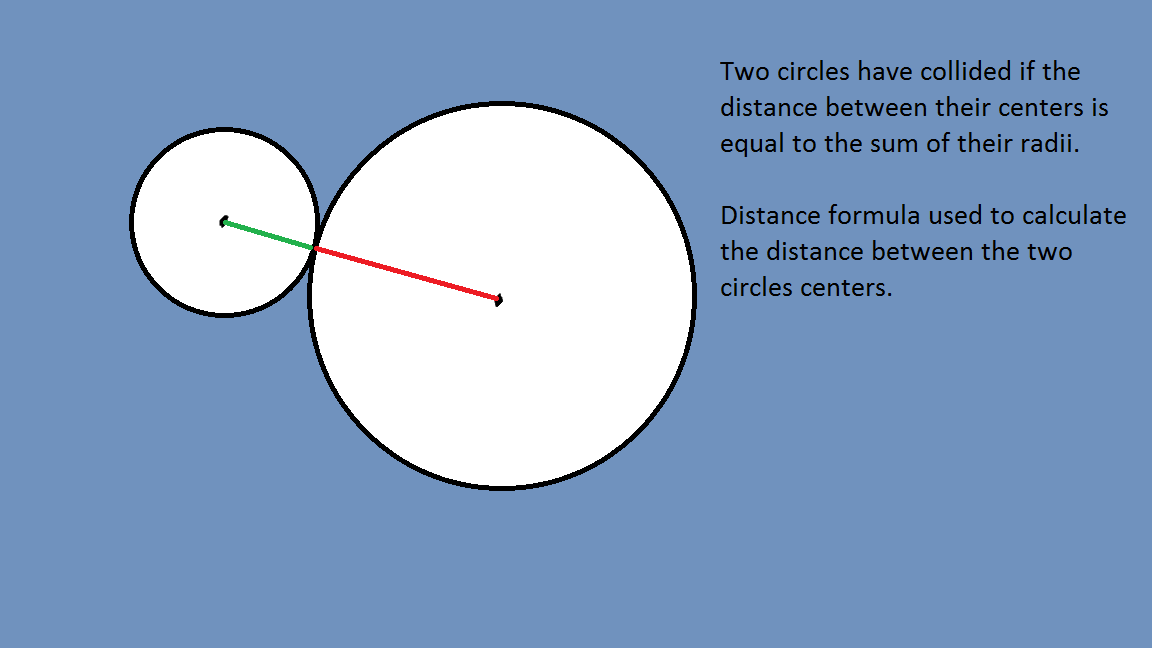 Two circles have collided if the
distance between their centers is
equal to the sum of their radii.
Distance formula used to calculate
the distance between the two
circles centers.